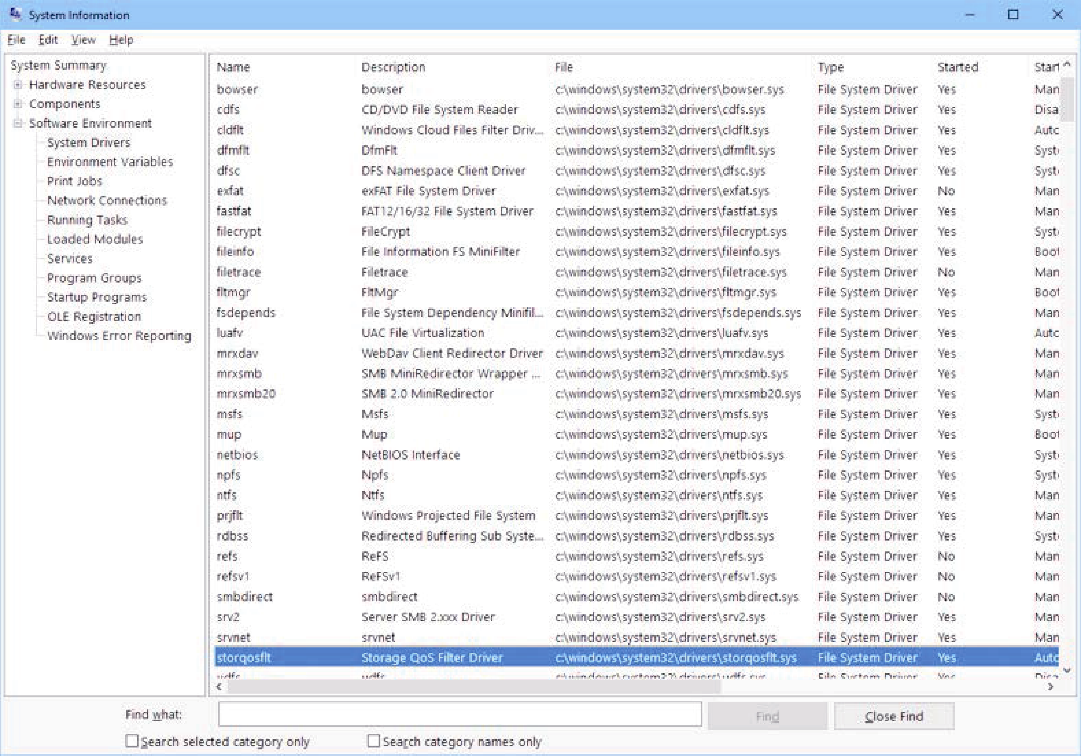 System Information
File Edit View Help
System Summary
Hardware Resources
Components
Software Environment
System Drivers
Environment Variables
Print Jobs
Network Connections
Running Tasks
Loaded Modules
Services
Program Groups
Startup Programs
OLE Registration
Windows Error Reporting
Name Description File Type Started Start
bowser bowser c:\windows\system32\drivers\bowser.sys File System Driver Yes Man
cdfs CD/DVD File System Reader c:\windows\system32\drivers\cdfs.sys File System Driver Yes Disa
cldflt Windows Cloud Files Filter Driv... c:\windows\system32\drivers\cldflt.sys File System Driver Yes Auto
dfmflt DfmFlt c:\windows\system32\drivers\dfmflt.sys File System Driver Yes Syst
dfsc DFS Namespace Client Driver c:\windows\system32\drivers\dfsc.sys File System Driver Yes Syst
exfat exFAT File System Driver c:\windows\system32\drivers\exfat.sys File System Driver No Man
fastfat FAT12/16/32 File System Driver c:\windows\system32\drivers\fastfat.sys File System Driver Yes Man
filecrypt FileCrypt c:\windows\system32\drivers\filecrypt.sys File System Driver Yes Syst
fileinfo File Information FS MiniFilter c:\windows\system32\drivers\fileinfo.sys File System Driver Yes Boot
filetrace Filetrace c:\windows\system32\drivers\filetrace.sys File System Driver No Man
fltmgr FltMgr c:\windows\system32\drivers\fltmgr.sys File System Driver Yes Boot
fsdepends File System Dependency Minifil... c:\windows\system32\drivers\fsdepends.sys File System Driver Yes Man
luafv UAC File Virtualization c:\windows\system32\drivers\luafv.sys File System Driver Yes Auto
mrxdav WebDav Client Redirector Driver c:\windows\system32\drivers\mrxdav.sys File System Driver Yes Man
mrxsmb SMB MiniRedirector Wrapper ... c:\windows\system32\drivers\mrxsmb.sys File System Driver Yes Man
mrxsmb20 SMB 2.0 MiniRedirector c:\windows\system32\drivers\mrxsmb20.sys File System Driver Yes Man
msfs Msfs c:\windows\system32\drivers\msfs.sys File System Driver Yes Syst
mup Mup c:\windows\system32\drivers\mup.sys File System Driver Yes Boot
netbios NetBIOS Interface c:\windows\system32\drivers\netbios.sys File System Driver Yes Syst
npfs Npfs c:\windows\system32\drivers\npfs.sys File System Driver Yes Syst
ntfs Ntfs c:\windows\system32\drivers\ntfs.sys File System Driver Yes Man
prjflt Windows Projected File System c:\windows\system32\drivers\prjflt.sys File System Driver Yes Man
rdbss Redirected Buffering Sub Syste... c:\windows\system32\drivers\rdbss.sys File System Driver Yes Syst
refs ReFS c:\windows\system32\drivers\refs.sys File System Driver No Man
refsv1 ReFSv1 c:\windows\system32\drivers\refsv1.sys File System Driver No Man
smbdirect smbdirect c:\windows\system32\drivers\smbdirect.sys File System Driver No Man
srv2 Server SMB 2.xxx Driver c:\windows\system32\drivers\srv2.sys File System Driver Yes Man
srvnet srvnet c:\windows\system32\drivers\srvnet.sys File System Driver Yes Man
storqosflt Storage QoS Filter Driver c:\windows\system32\drivers\storqosflt.sys File System Driver Yes Auto
udfs udfs c:\windows\system32\drivers\udfs.sys File System Driver Yes Disa
Find what: Find Close Find
Search selected category only Search category names only